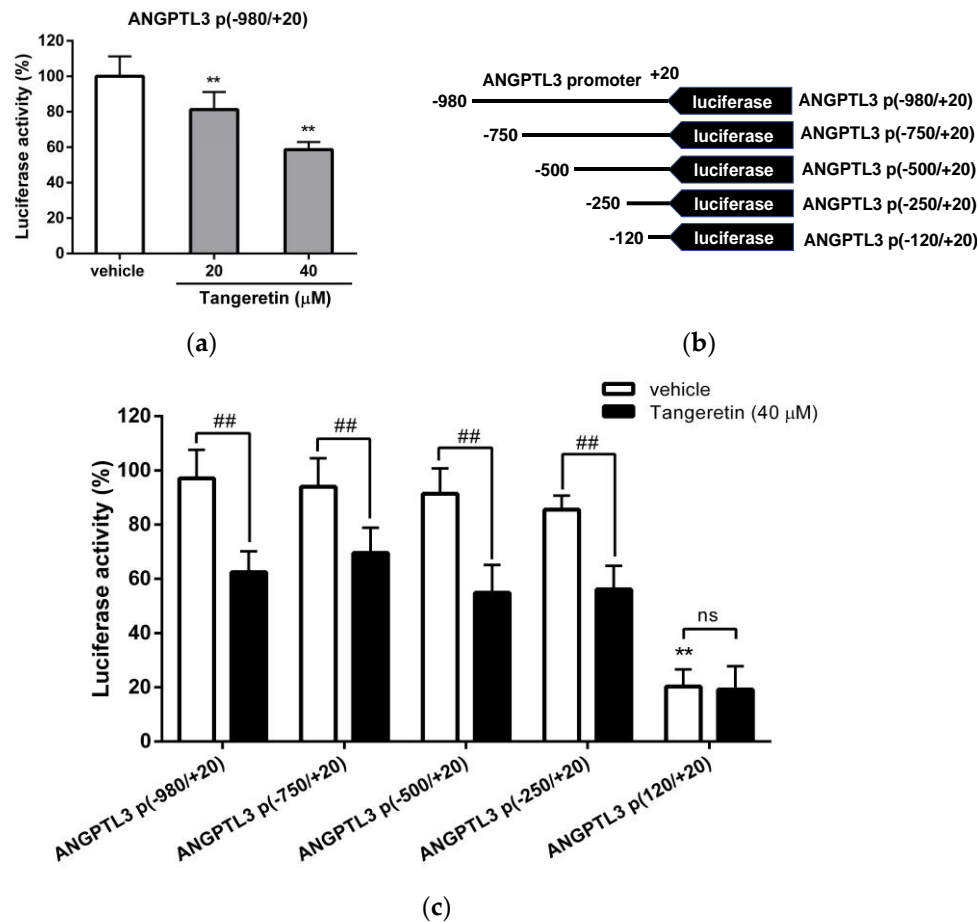 ANGPTL3 p(-980/+20)
Luciferase activity (%)
120
100
80
60
40
20
0
**
**
vehicle
20
40
Tangeretin (μM)
(a)
ANGPTL3 promoter
+20
-980
luciferase
ANGPTL3 p(-980/+20)
-750
luciferase
ANGPTL3 p(-750/+20)
-500
luciferase
ANGPTL3 p(-500/+20)
-250
luciferase
ANGPTL3 p(-250/+20)
-120
luciferase
ANGPTL3 p(-120/+20)
(b)
vehicle
Tangeretin (40 μM)
Luciferase activity (%)
120
100
80
60
40
20
0
##
##
##
##
ns
**
ANGPTL3 p(-980/+20)
ANGPTL3 p(-750/+20)
ANGPTL3 p(-500/+20)
ANGPTL3 p(-250/+20)
ANGPTL3 p(120/+20)
(c)